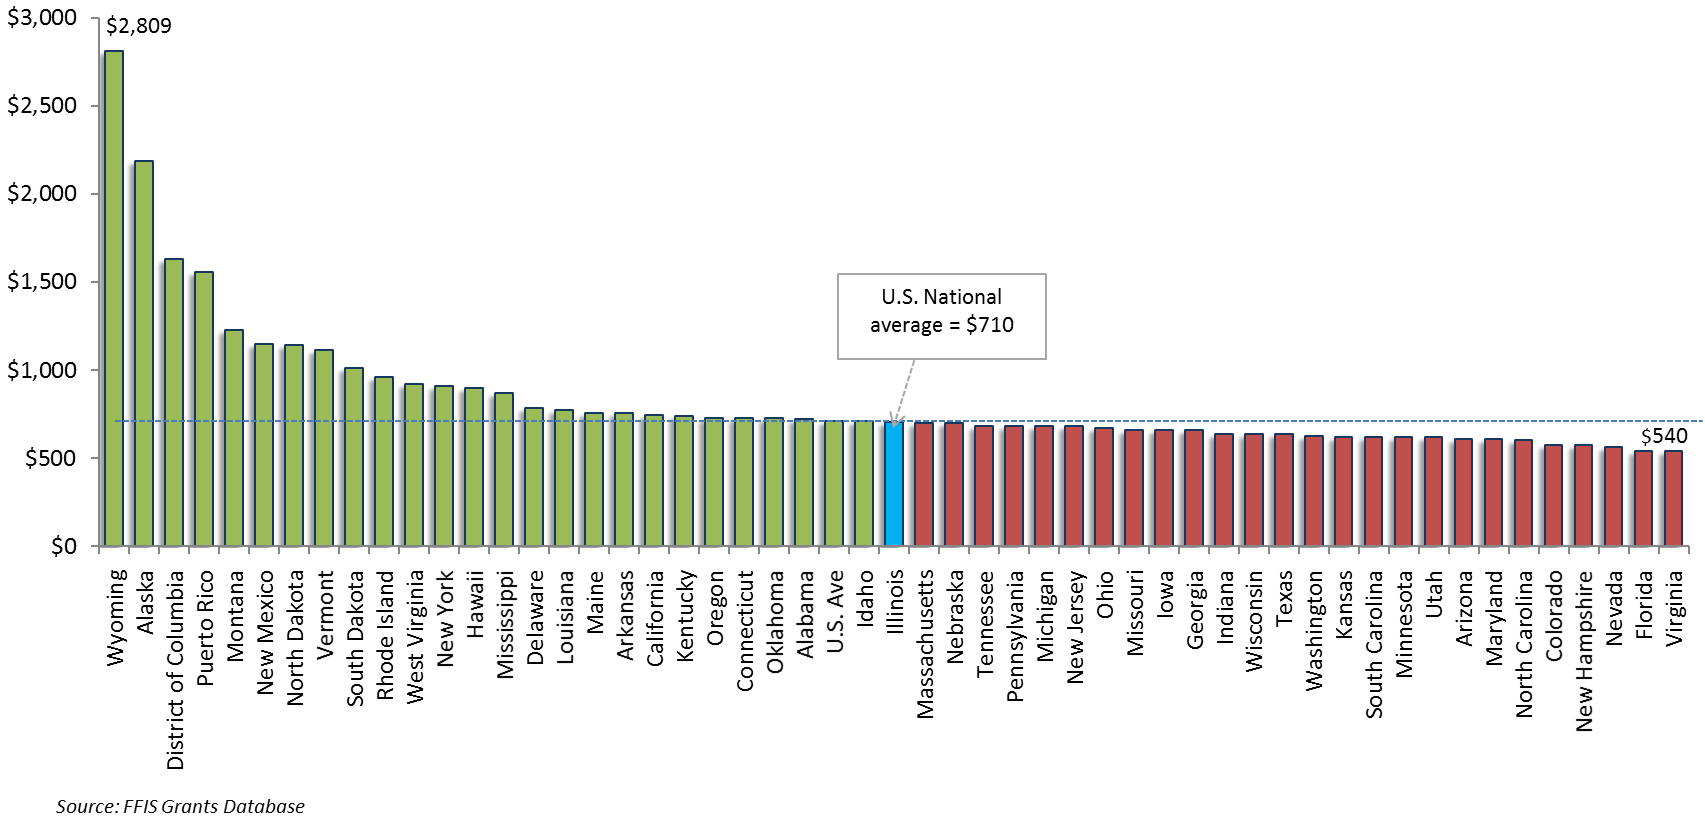 $3,000
$2,809
$2,500
$2,000
$1,500
U.S. National
average = $710
$1,000
$500
$540
$0
Wyoming
Alaska
District of Columbia
Puerto Rico
Montana
New Mexico
North Dakota
Vermont
South Dakota
Rhode Island
West Virginia
New York
Hawaii
Mississippi
Delaware
Louisiana
Maine
Arkansas
California
Kentucky
Oregon
Connecticut
Oklahoma
Alabama
U.S. Ave
Idaho
Illinois
Massachusetts
Nebraska
Tennessee
Pennsylvania
Michigan
New Jersey
Ohio
Missouri
Iowa
Georgia
Indiana
Wisconsin
Texas
Washington
Kansas
South Carolina
Minnesota
Utah
Arizona
Maryland
North Carolina
Colorado
New Hampshire
Nevada
Florida
Virginia
Source: FFIS Grants Database